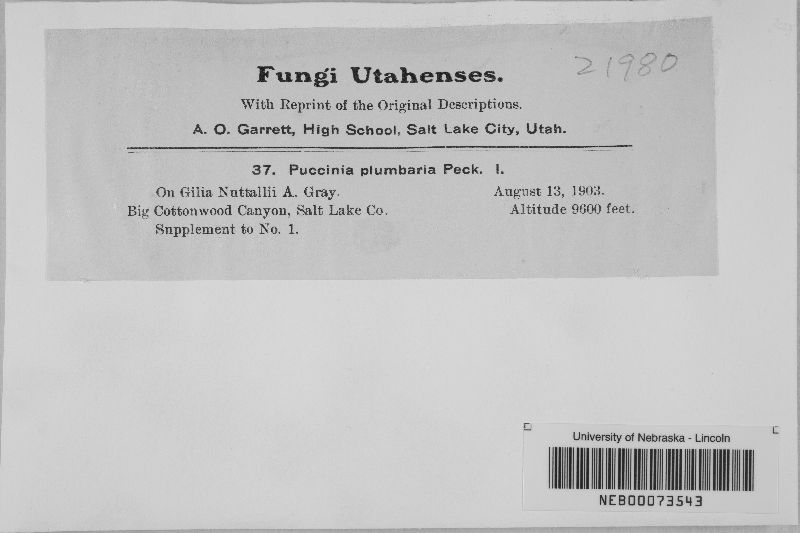 Fungi Utahenses.
21980
With Reprint of the Original Descriptions.
A. O. Garrett, High School, Salt Lake City, Utah.
37. Puccinia plumbaria Peck. I.
On Gilia Nuttallii A. Gray. August 13, 1903.
Big Cottonwood Canyon, Salt Lake Co. Altitude 9600 feet.
Supplement to No. 1.
University of Nebraska - Lincoln
NEB00073543